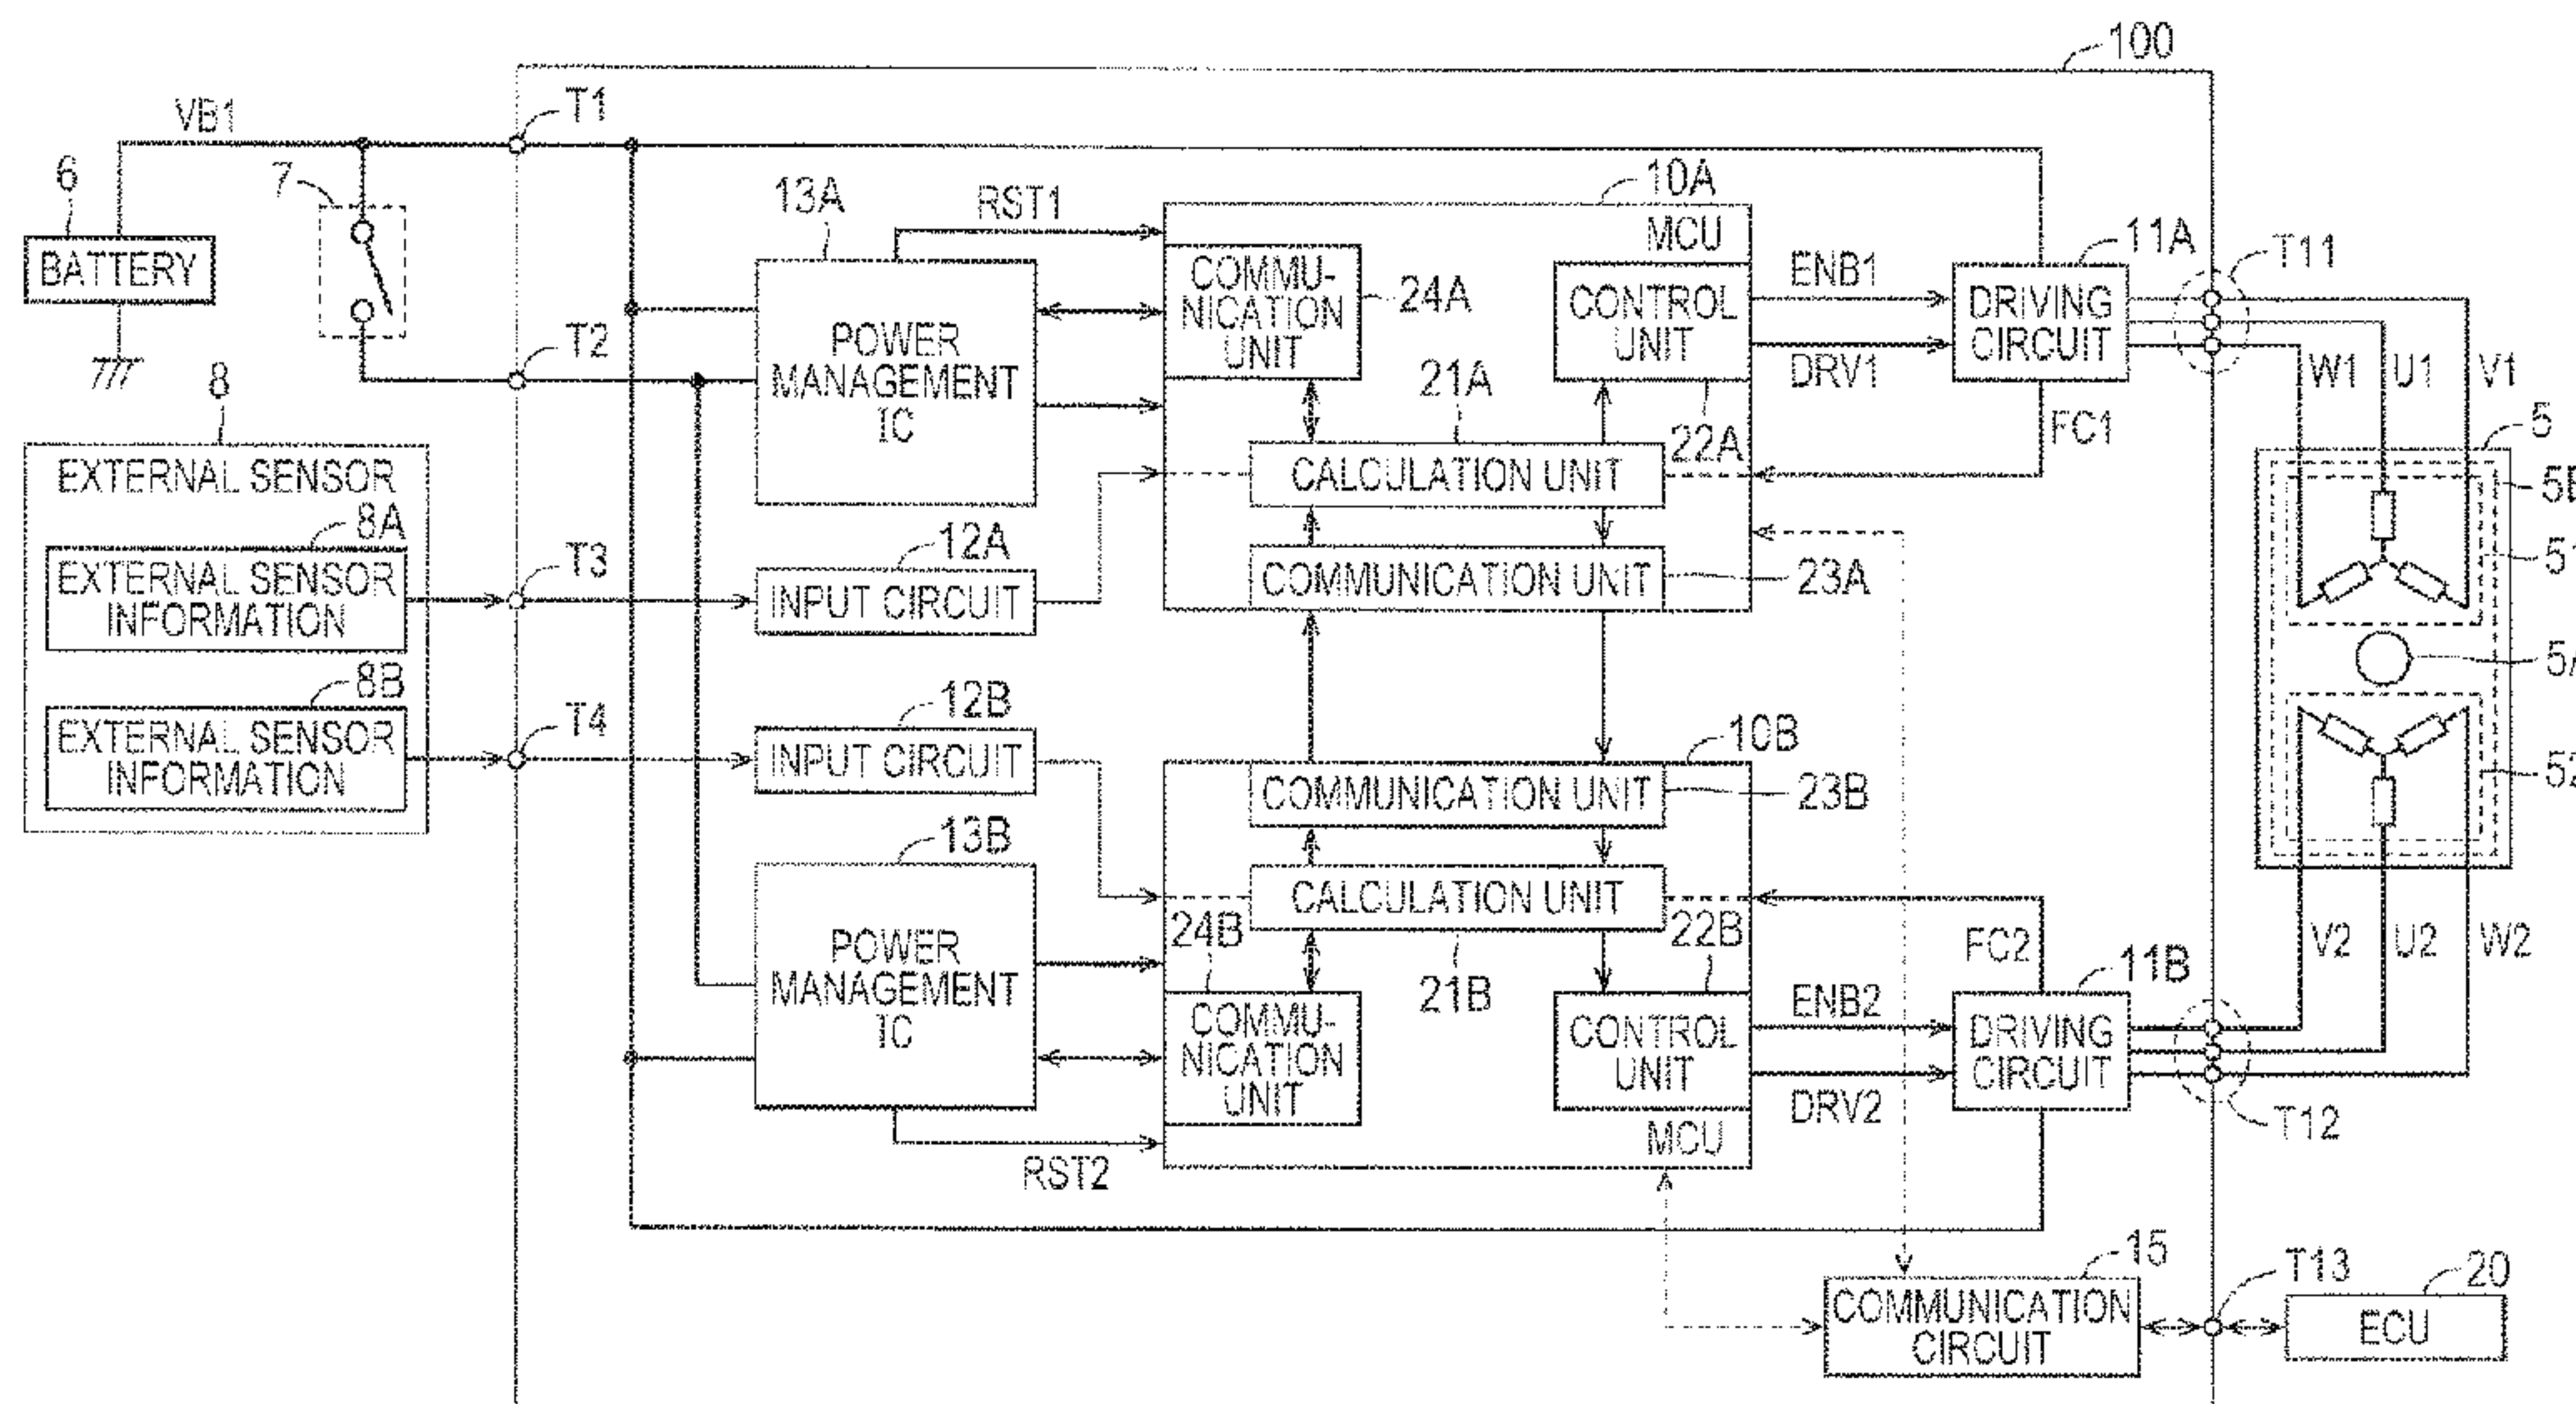 100
VB1
T1
6
7
BATTERY
13A
RST1
10A
MCU
11A
T11
COMMU-
NICATION
UNIT
24A
CONTROL
UNIT
ENB1
DRV1
DRIVING
CIRCUIT
T2
POWER
MANAGEMENT
IC
21A
22A
W1
U1
V1
FC1
8
EXTERNAL SENSOR
8A
EXTERNAL SENSOR
INFORMATION
T3
12A
INPUT CIRCUIT
CALCULATION UNIT
COMMUNICATION UNIT
23A
5
8B
EXTERNAL SENSOR
INFORMATION
T4
12B
INPUT CIRCUIT
10B
COMMUNICATION UNIT
23B
13B
POWER
MANAGEMENT
IC
CALCULATION UNIT
24B
21B
22B
FC2
11B
V2
U2
W2
COMMU-
NICATION
UNIT
CONTROL
UNIT
ENB2
DRV2
DRIVING
CIRCUIT
T12
MCU
RST2
15
COMMUNICATION
CIRCUIT
T13
20
ECU